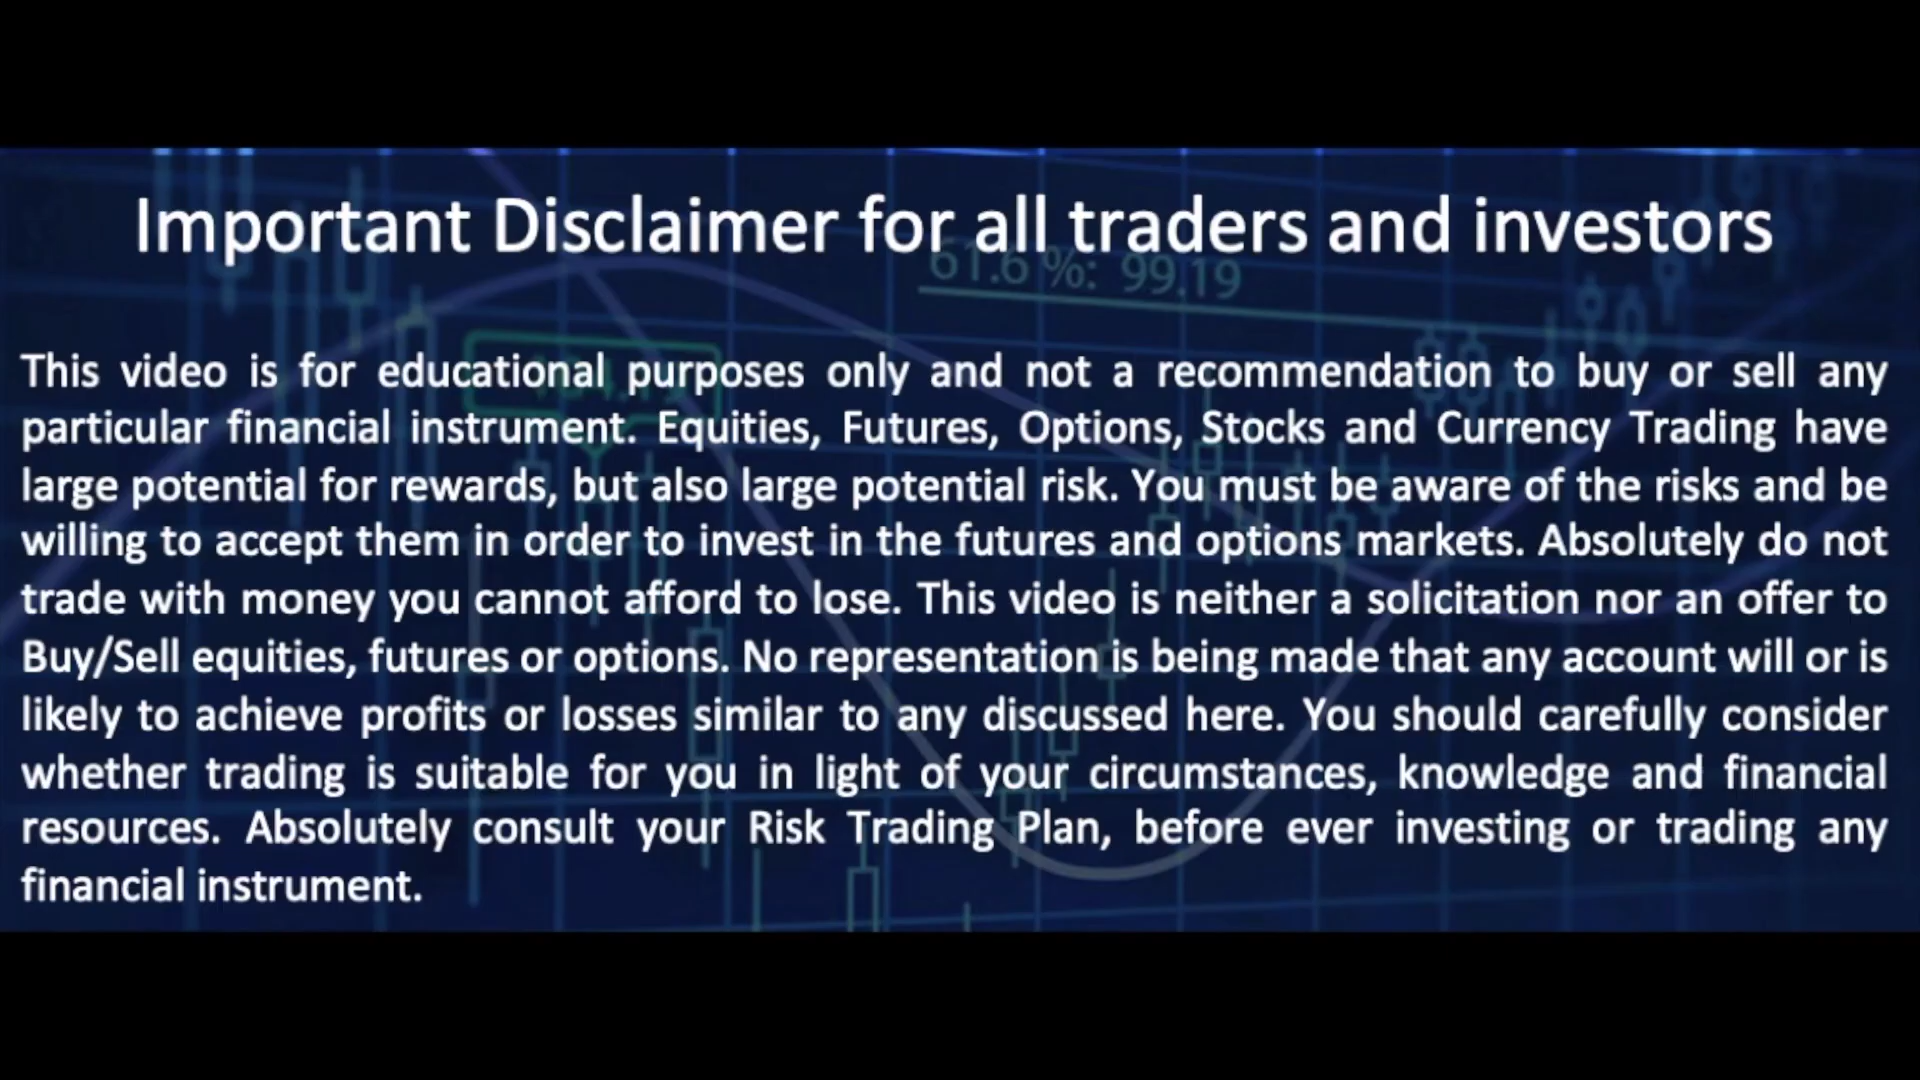 Important Disclaimer for all traders and investors
61.6 %: 99.19
This video is for educational purposes only and not a recommendation to buy or sell any
particular financial instrument. Equities, Futures, Options, Stocks and Currency Trading have
large potential for rewards, but also large potential risk. You must be aware of the risks and be
willing to accept them in order to invest in the futures and options markets. Absolutely do not
trade with money you cannot afford to lose. This video is neither a solicitation nor an offer to
Buy/Sell equities, futures or options. No representation is being made that any account will or is
likely to achieve profits or losses similar to any discussed here. You should carefully consider
whether trading is suitable for you in light of your circumstances, knowledge and financial
resources. Absolutely consult your Risk Trading Plan, before ever investing or trading any
financial instrument.